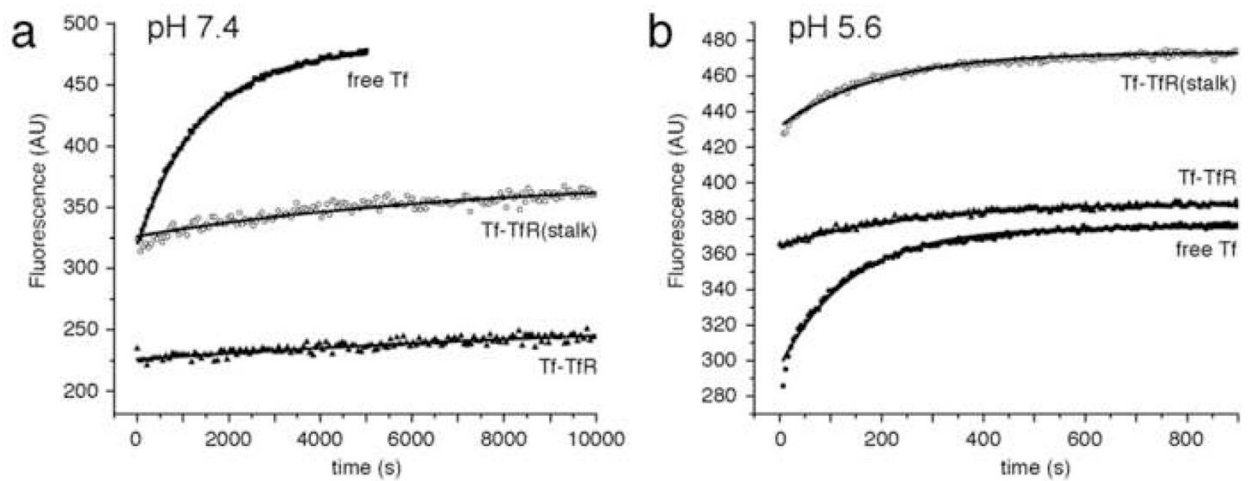 a pH 7.4
500
450
400
350
300
250
200
Fluorescence (AU)
free Tf
Tf-TfR(stalk)
Tf-TfR
0 2000 4000 6000 8000 10000
time (s)
b pH 5.6
480
460
440
420
400
380
360
340
320
300
280
Fluorescence (AU)
Tf-TfR(stalk)
Tf-TfR
free Tf
0 200 400 600 800
time (s)